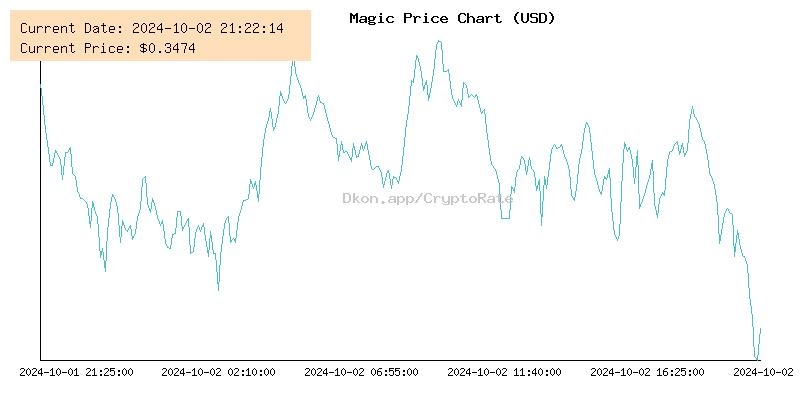 Magic Price Chart (USD)
Current Date: 2024-10-02 21:22:14
Current Price: $0.3474
Dkon.app/CryptoRate
2024-10-01 21:25:00 2024-10-02 02:10:00 2024-10-02 06:55:00 2024-10-02 11:40:00 2024-10-02 16:25:00 2024-10-02